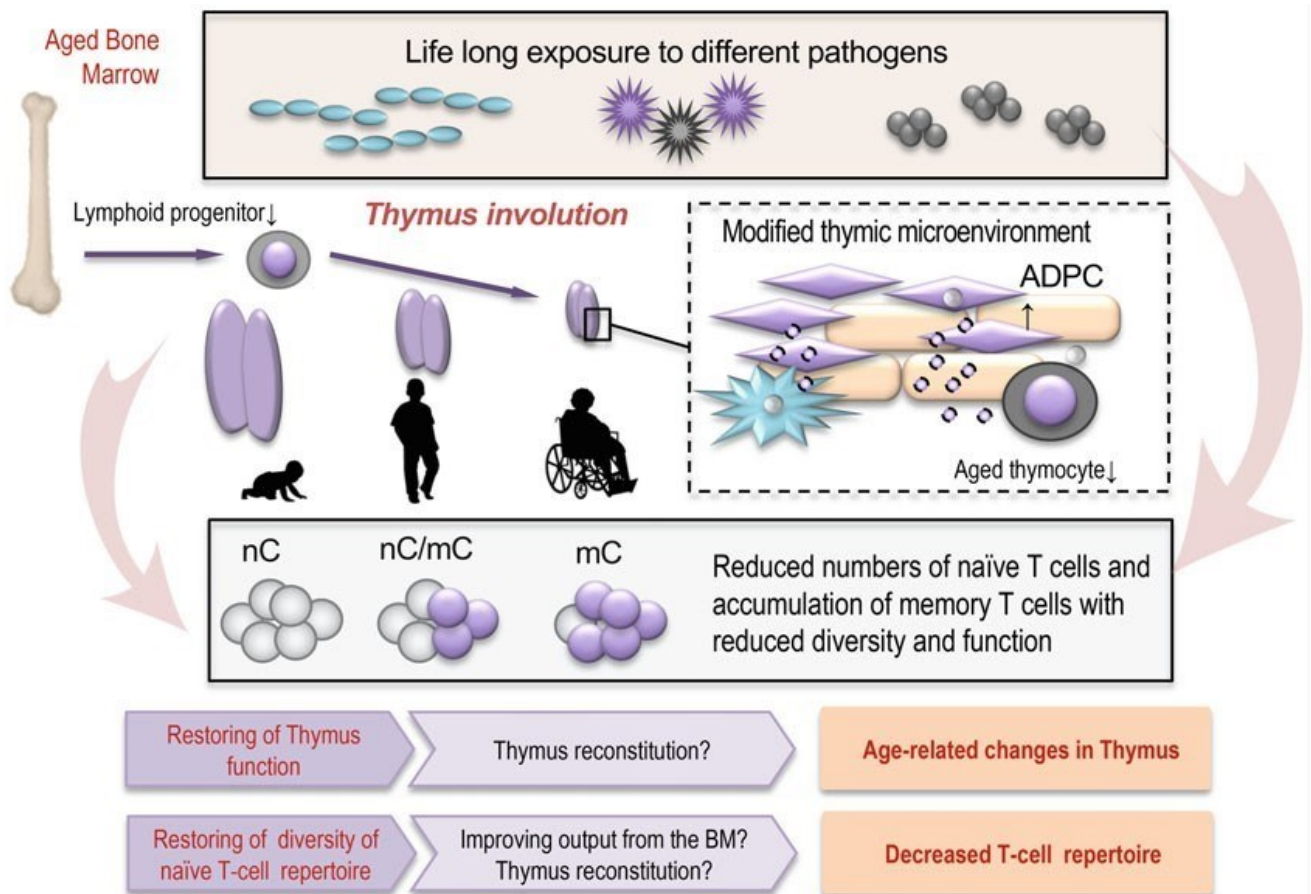 Aged Bone
Marrow
Life long exposure to different pathogens
Lymphoid progenitor↓
Thymus involution
Modified thymic microenvironment
ADPC
↑
Aged thymocyte↓
nC
nC/mC
mC
Reduced numbers of naïve T cells and
accumulation of memory T cells with
reduced diversity and function
Restoring of Thymus
function
Thymus reconstitution?
Age-related changes in Thymus
Restoring of diversity of
naïve T-cell repertoire
Improving output from the BM?
Thymus reconstitution?
Decreased T-cell repertoire